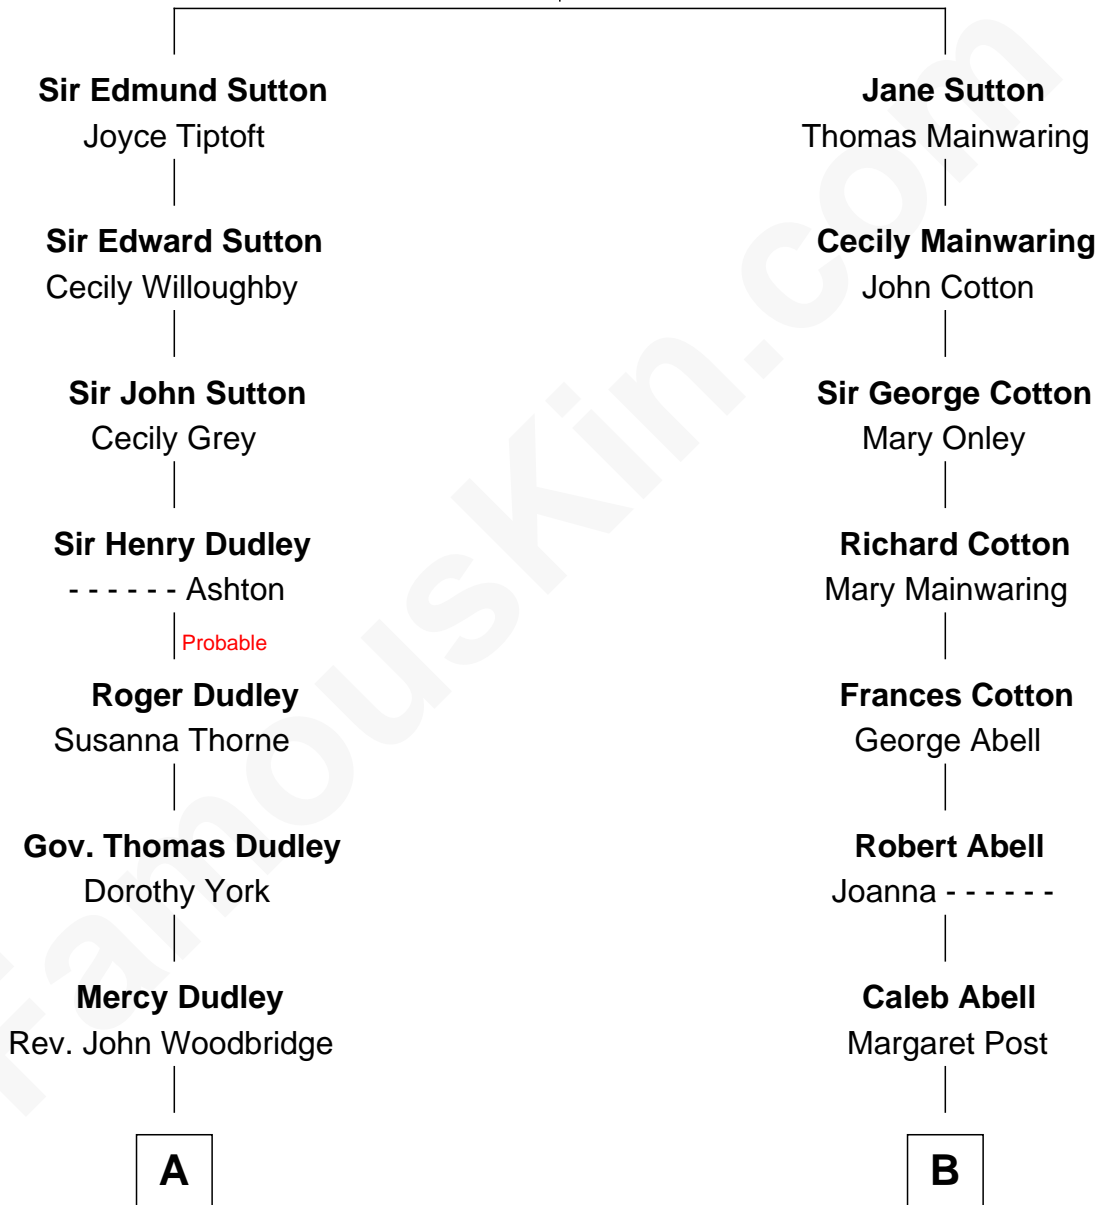 Sir Edmund Sutton
Joyce Tiptoft
Sir Edward Sutton
Cecily Willoughby
Sir John Sutton
Cecily Grey
Sir Henry Dudley
- - - - - - Ashton
Probable
Roger Dudley
Susanna Thorne
Gov. Thomas Dudley
Dorothy York
Mercy Dudley
Rev. John Woodbridge
A
Jane Sutton
Thomas Mainwaring
Cecily Mainwaring
John Cotton
Sir George Cotton
Mary Onley
Richard Cotton
Mary Mainwaring
Frances Cotton
George Abell
Robert Abell
Joanna - - - - - -
Caleb Abell
Margaret Post
B
FamousKin.com